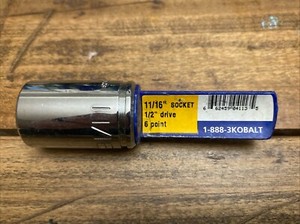 11/16" SOCKET
1/2" drive
6 point
1-888-3KOBALT